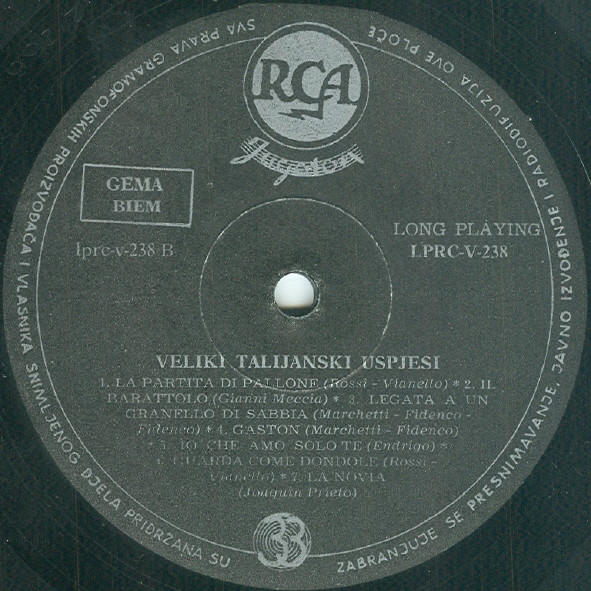 SVA PRAVA GRAMOFONSKIH PROIZVOĐAČA I VLASNIKA SNIMLJENOG DJELA PRIDRŽANA SU
ZABRANJUJE SE PRESNIMAVANJE, JAVNO IZVOĐENJE I RADIODIFUZIJA OVE PLOČE
RCA
Jugoton
GEMA
BIEM
lprc-v-238 B
LONG PLAYING
LPRC-V-238
VELIKI TALIJANSKI USPJESI
1. LA PARTITA DI PALLONE (Rossi - Vianello) * 2. IL
BARATTOLO (Gianni Meccia) * 3. LEGATA A UN
GRANELLO DI SABBIA (Marchetti - Fidenco -
Fidenco) * 4. GASTON (Marchetti - Fidenco)
* 5. IO CHE AMO SOLO TE (Endrigo) *
6. GUARDA COME DONDOLE (Rossi -
Vianello) * 7. LA NOVIA
(Joaquin Prieto)
33